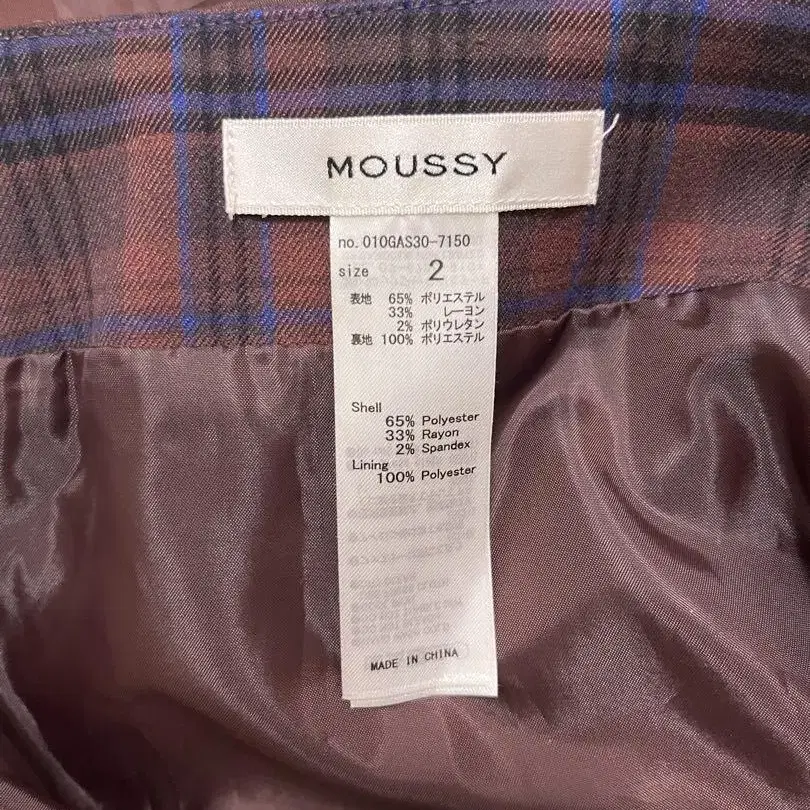 MOUSSY
no. 010GAS30-7150
size 2
表地 65% ポリエステル
33% レーヨン
2% ポリウレタン
裏地 100% ポリエステル
Shell
65% Polyester
33% Rayon
2% Spandex
Lining
100% Polyester
MADE IN CHINA